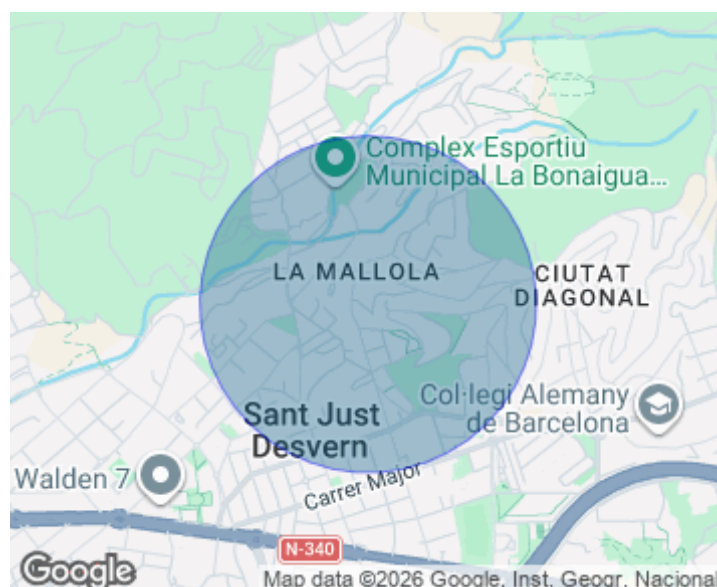 Complex Esportiu
Municipal La Bonaigua...
LA MALLOLA
CIUTAT
DIAGONAL
Col·legi Alemany
de Barcelona
Sant Just
Desvern
Walden 7
Carrer Major
N-340
Google
Map data ©2026 Google, Inst. Geogr. Nacional